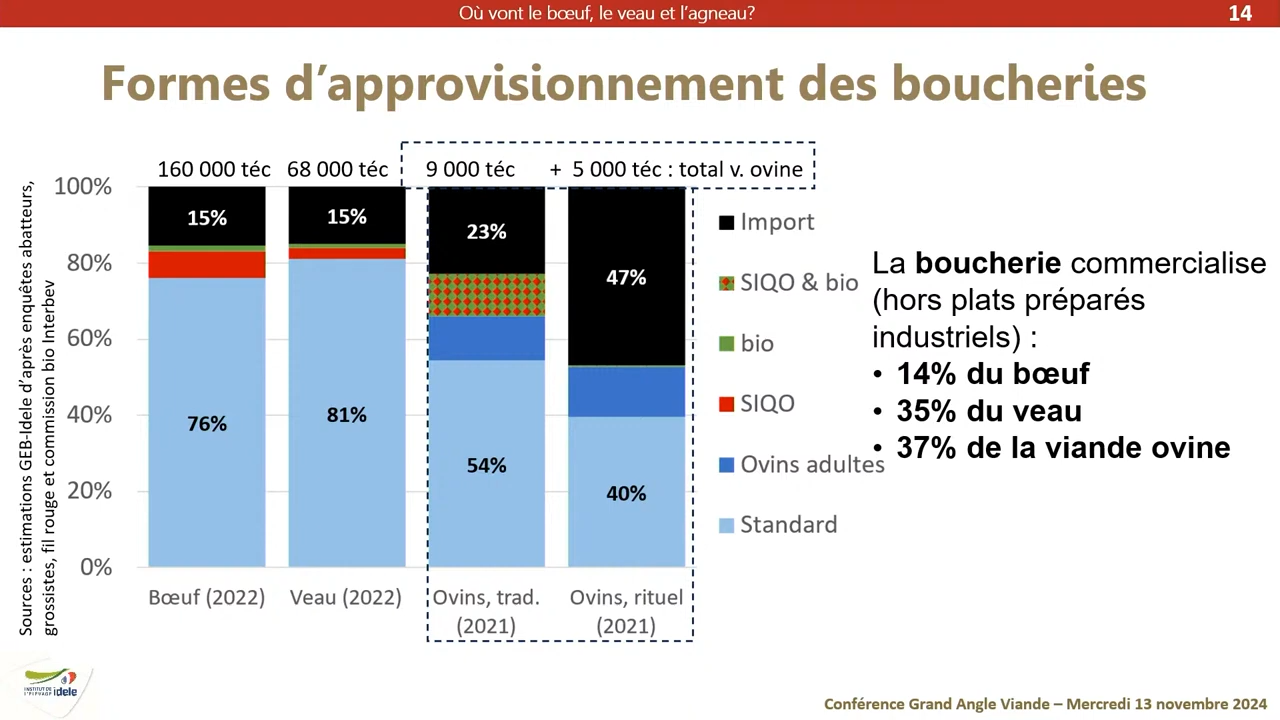 Où vont le bœuf, le veau et l'agneau?
14
Formes d'approvisionnement des boucheries
160 000 téc 68 000 téc 9 000 téc + 5 000 téc : total v. ovine
100%
80%
60%
40%
20%
0%
15%
76%
15%
81%
23%
54%
47%
40%
Bœuf (2022)
Veau (2022)
Ovins, trad.
(2021)
Ovins, rituel
(2021)
Import
SIQO & bio
bio
SIQO
Ovins adultes
Standard
La boucherie commercialise
(hors plats préparés
industriels) :
• 14% du bœuf
• 35% du veau
• 37% de la viande ovine
Sources : estimations GEB-Idele d'après enquêtes abatteurs,
grossistes, fil rouge et commission bio Interbev
INSTITUT DE
L'ÉLEVAGE idele
Conférence Grand Angle Viande – Mercredi 13 novembre 2024